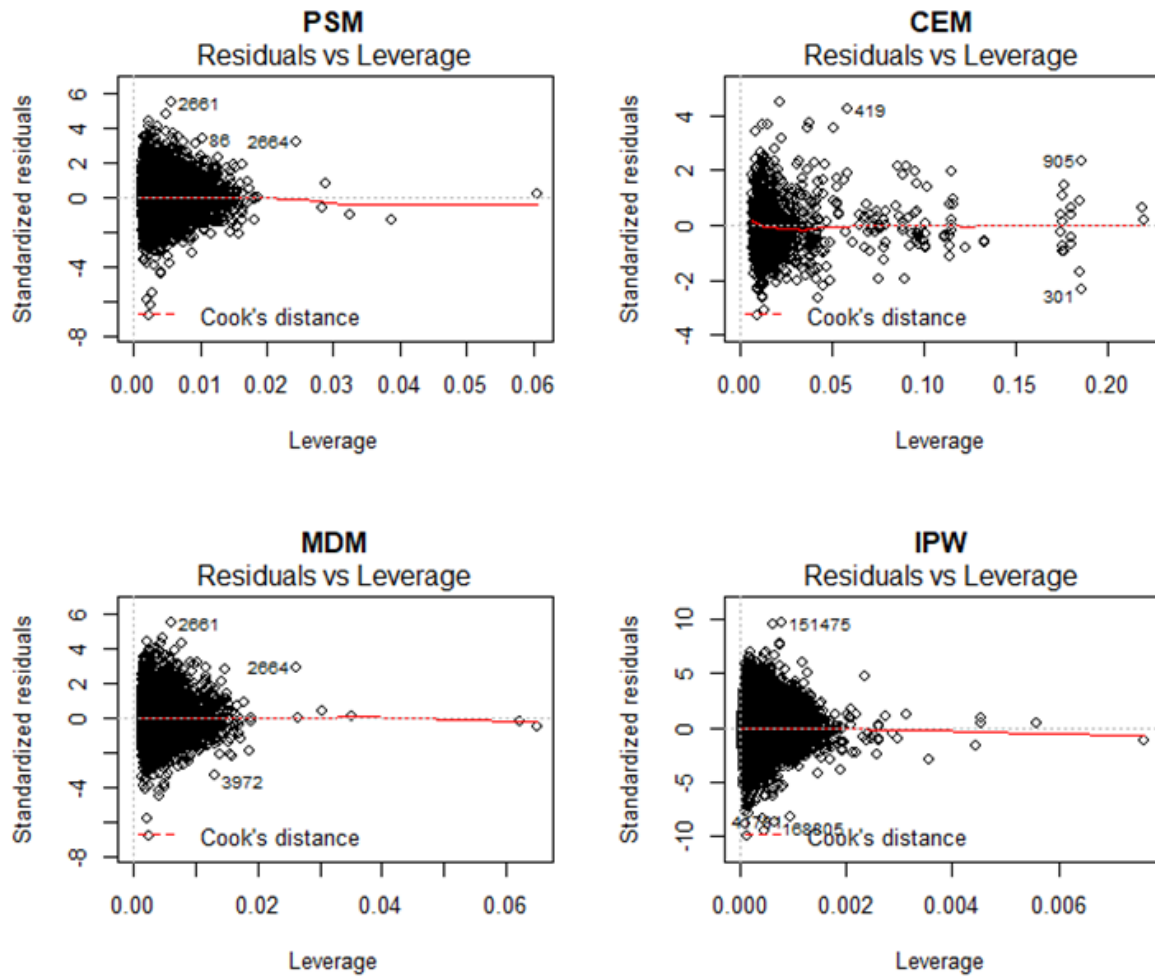 PSM
Residuals vs Leverage
Standardized residuals
6
4
2
0
-4
-8
2661
86
2664
Cook's distance
0.00 0.01 0.02 0.03 0.04 0.05 0.06
Leverage
CEM
Residuals vs Leverage
Standardized residuals
4
2
0
-2
-4
419
905
301
Cook's distance
0.00 0.05 0.10 0.15 0.20
Leverage
MDM
Residuals vs Leverage
Standardized residuals
6
4
2
0
-4
-8
2661
2664
3972
Cook's distance
0.00 0.02 0.04 0.06
Leverage
IPW
Residuals vs Leverage
Standardized residuals
10
5
0
-5
-10
151475
168805
Cook's distance
0.000 0.002 0.004 0.006
Leverage